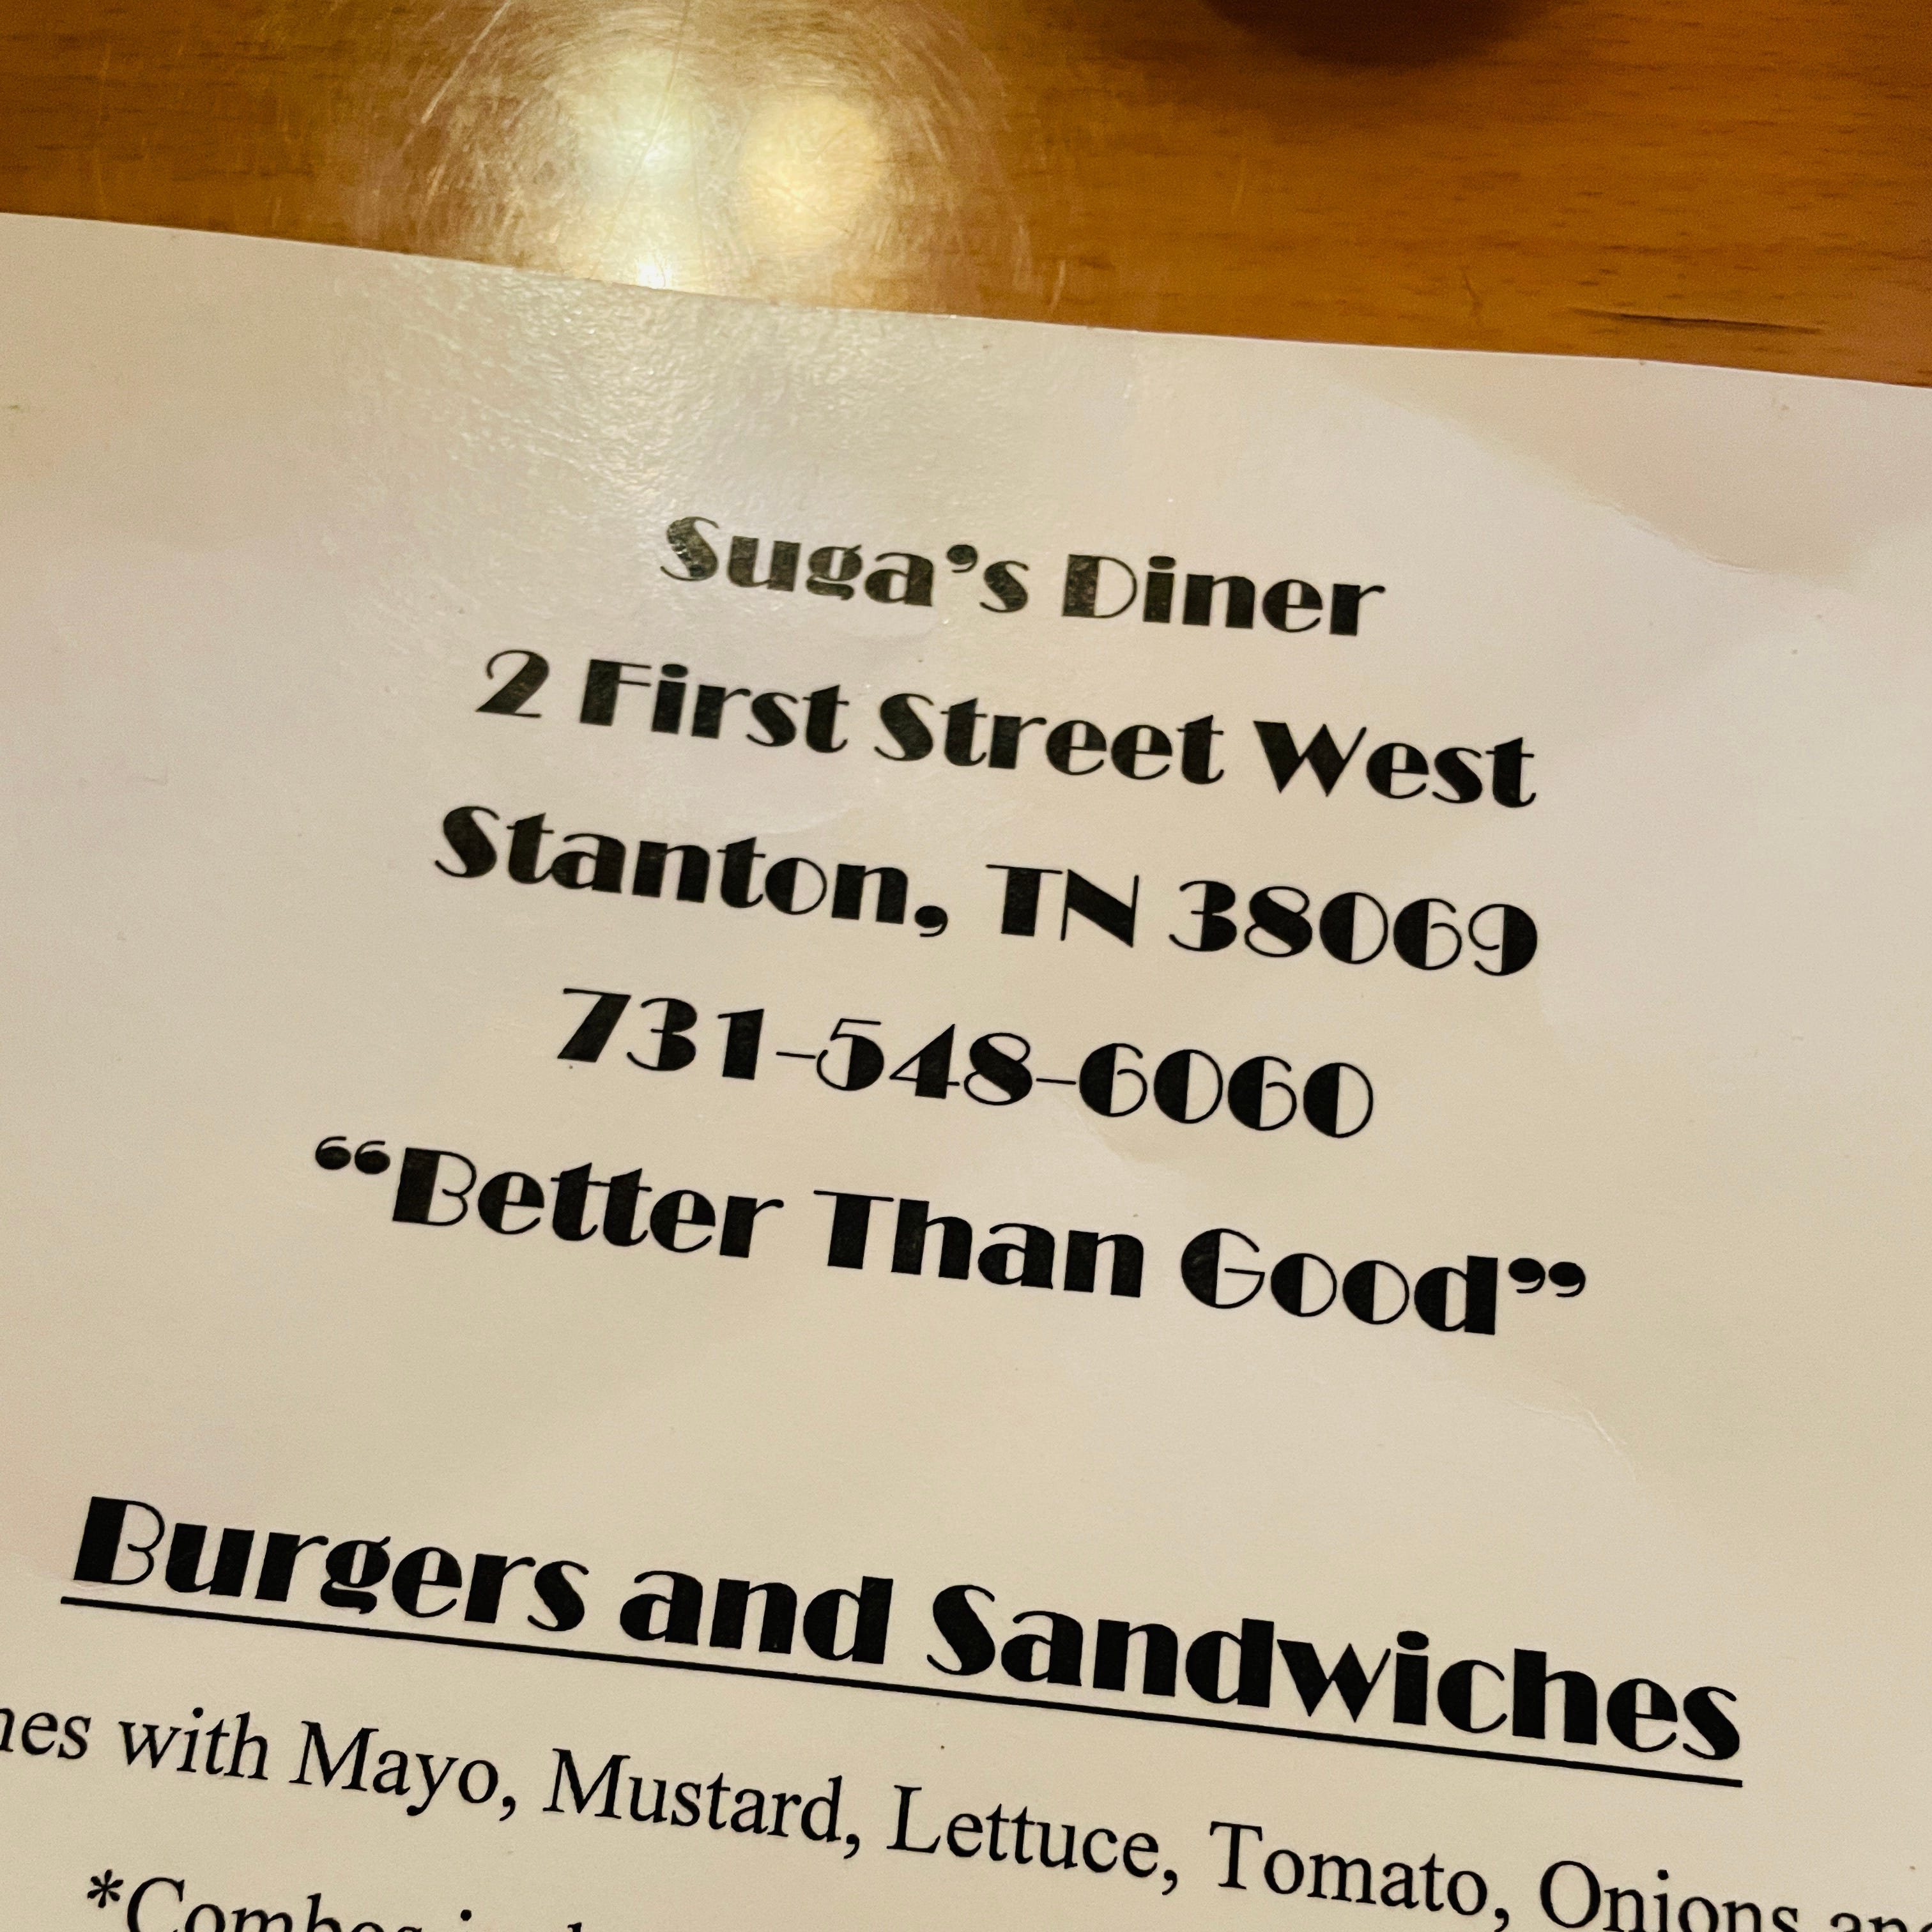 Suga's Diner
2 First Street West
Stanton, TN 38069
731-548-6060
“Better Than Good”
Burgers and Sandwiches
with Mayo, Mustard, Lettuce, Tomato, Onions